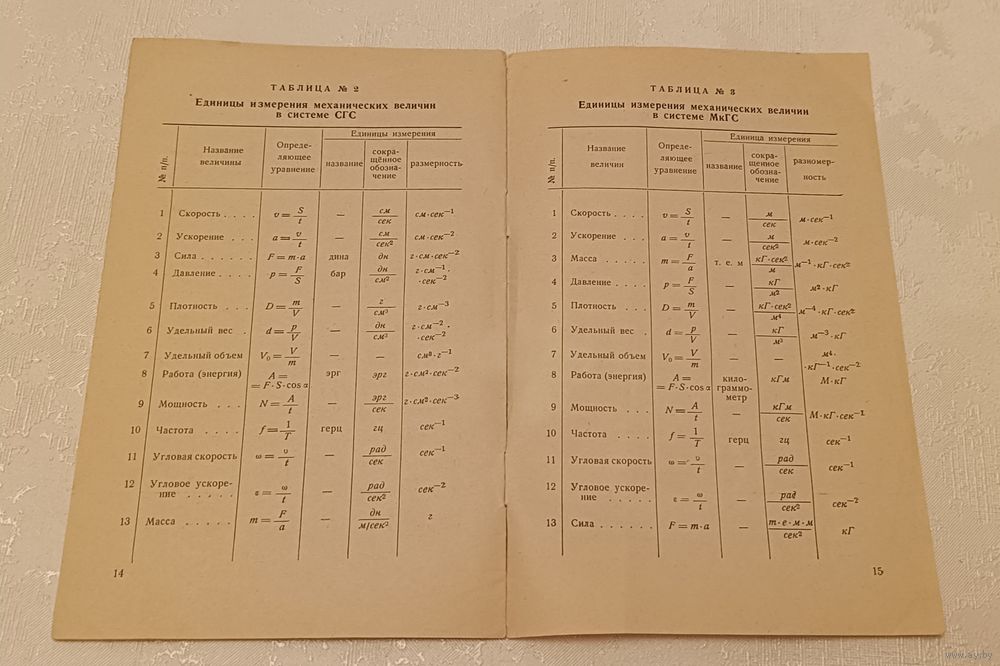 ТАБЛИЦА № 2
Единицы измерения механических величин
в системе СГС
№ п/п. Название величины Определяющее уравнение Единицы измерения
название сокращённое обозначение размерность
1 Скорость . . . . v = S/t — см/сек см·сек⁻¹
2 Ускорение . . . a = v/t — см/сек² см·сек⁻²
3 Сила . . . . . . F = m·a дина дн г·см·сек⁻²
4 Давление . . . . p = F/S бар дн/см² г·см⁻¹·сек⁻²
5 Плотность . . . D = m/V — г/см³ г·см⁻³
6 Удельный вес . d = p/V — дн/см³ г·см⁻²·сек⁻²
7 Удельный объем V₀ = V/m — — см³·г⁻¹
8 Работа (энергия) A = = F·S·cos α эрг эрг г·см²·сек⁻²
9 Мощность . . . N = A/t — эрг/сек г·см²·сек⁻³
10 Частота . . . . f = 1/T герц гц сек⁻¹
11 Угловая скорость ω = υ/t — рад/сек сек⁻¹
12 Угловое ускорение . . . . . ε = ω/t — рад/сек² сек⁻²
13 Масса . . . . . m = F/a — дн/м/сек² г
14
ТАБЛИЦА № 3
Единицы измерения механических величин
в системе МкГС
№ п/п. Название величин Определяющее уравнение Единица измерения
название сокращенное обозначение разномерность
1 Скорость . . . . v = S/t — м/сек м·сек⁻¹
2 Ускорение . . . a = v/t — м/сек² м·сек⁻²
3 Масса . . . . . m = F/a т. е. м кГ·сек²/м м⁻¹·кГ·сек²
4 Давление . . . . p = F/S — кГ/м² м²·кГ
5 Плотность . . . D = m/V — кГ·сек²/м⁴ м⁻⁴·кГ·сек²
6 Удельный вес . d = p/V — кГ/м³ м⁻³·кГ
7 Удельный объем V₀ = V/m — — м⁴·кГ⁻¹·сек⁻²
8 Работа (энергия) A = = F·S·cos α килограммометр кГм М·кГ
9 Мощность . . . N = A/t — кГм/сек М·кГ·сек⁻¹
10 Частота . . . . f = 1/T герц гц сек⁻¹
11 Угловая скорость ω = υ/t — рад/сек сек⁻¹
12 Угловое ускорение . . . . . ε = ω/t — рад/сек² сек⁻²
13 Сила . . . . . . . F = m·a — т·е·м·м/сек² кГ
15